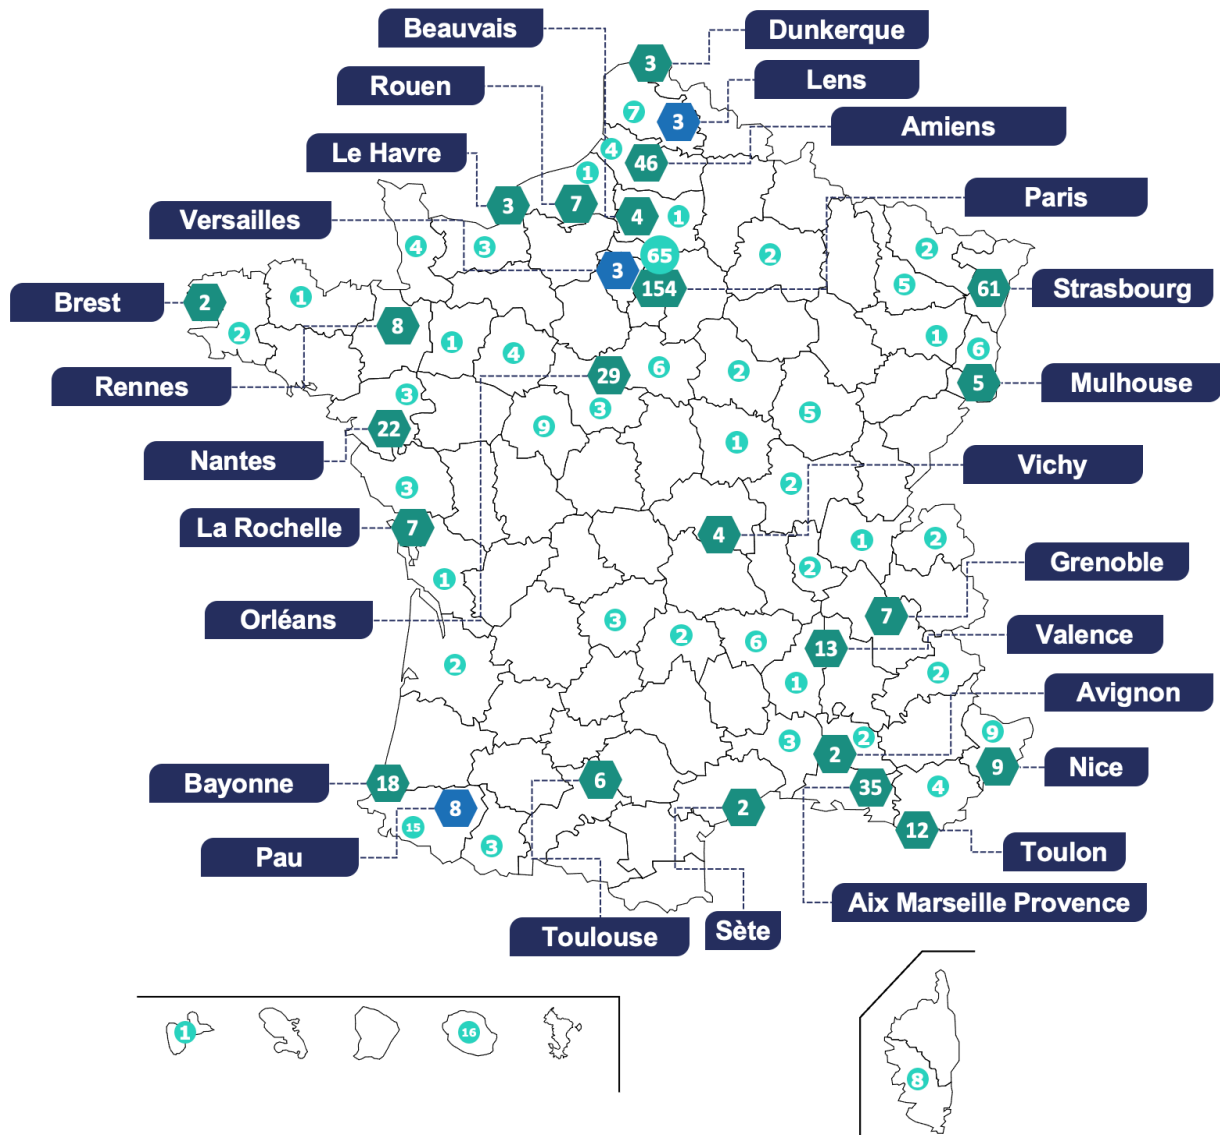 Beauvais
Dunkerque
3
Rouen
Lens
7
3
Amiens
Le Havre
4
46
1
Paris
3
7
Versailles
4
1
4
3
65
2
2
3
154
5
61
Strasbourg
Brest
2
1
2
8
1
4
6
2
1
6
Rennes
29
5
Mulhouse
3
3
9
5
22
1
Nantes
Vichy
3
2
La Rochelle
7
4
1
2
Grenoble
1
2
Orléans
3
2
6
7
13
Valence
2
1
2
Avignon
3
2
2
9
9
Nice
Bayonne
18
6
35
4
8
2
15
12
Pau
3
Toulon
Aix Marseille Provence
Toulouse
Sète
1
16
8